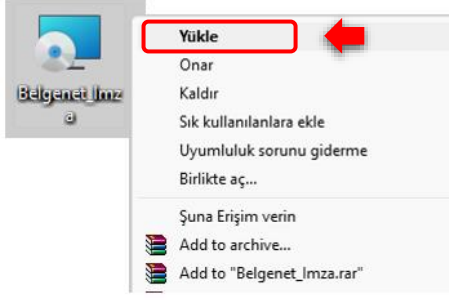 Belgenet_Imz
a
Yükle
Onar
Kaldır
Sık kullanılanlara ekle
Uyumluluk sorunu giderme
Birlikte aç...
Şuna Erişim verin
Add to archive...
Add to "Belgenet_Imza.rar"